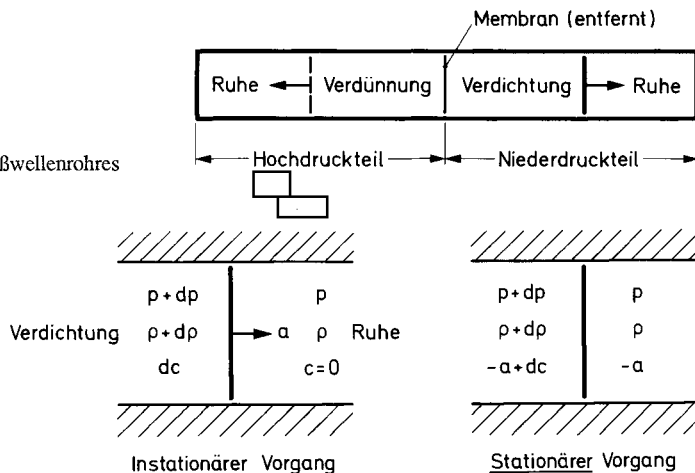 Membran (entfernt)
Ruhe Verdünnung Verdichtung Ruhe
ßwellenrohres
Hochdruckteil Niederdruckteil
p+dp p p+dp p
Verdichtung ρ+dρ a ρ Ruhe ρ+dρ ρ
dc c=0 -a+dc -a
Instationärer Vorgang Stationärer Vorgang